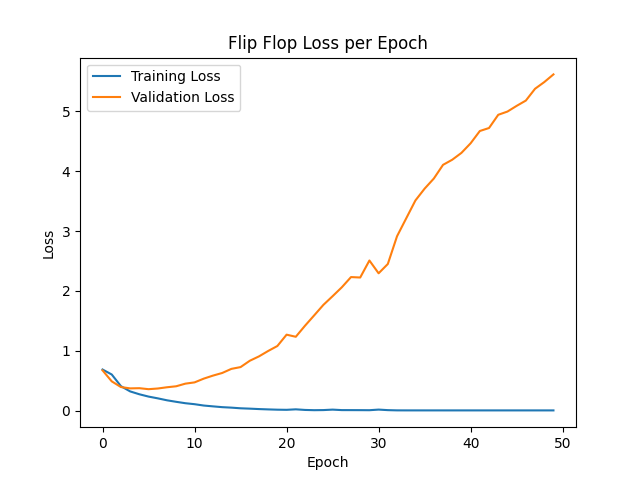 Flip Flop Loss per Epoch
Training Loss
Validation Loss
5
4
3
2
1
0
Loss
0 10 20 30 40 50
Epoch